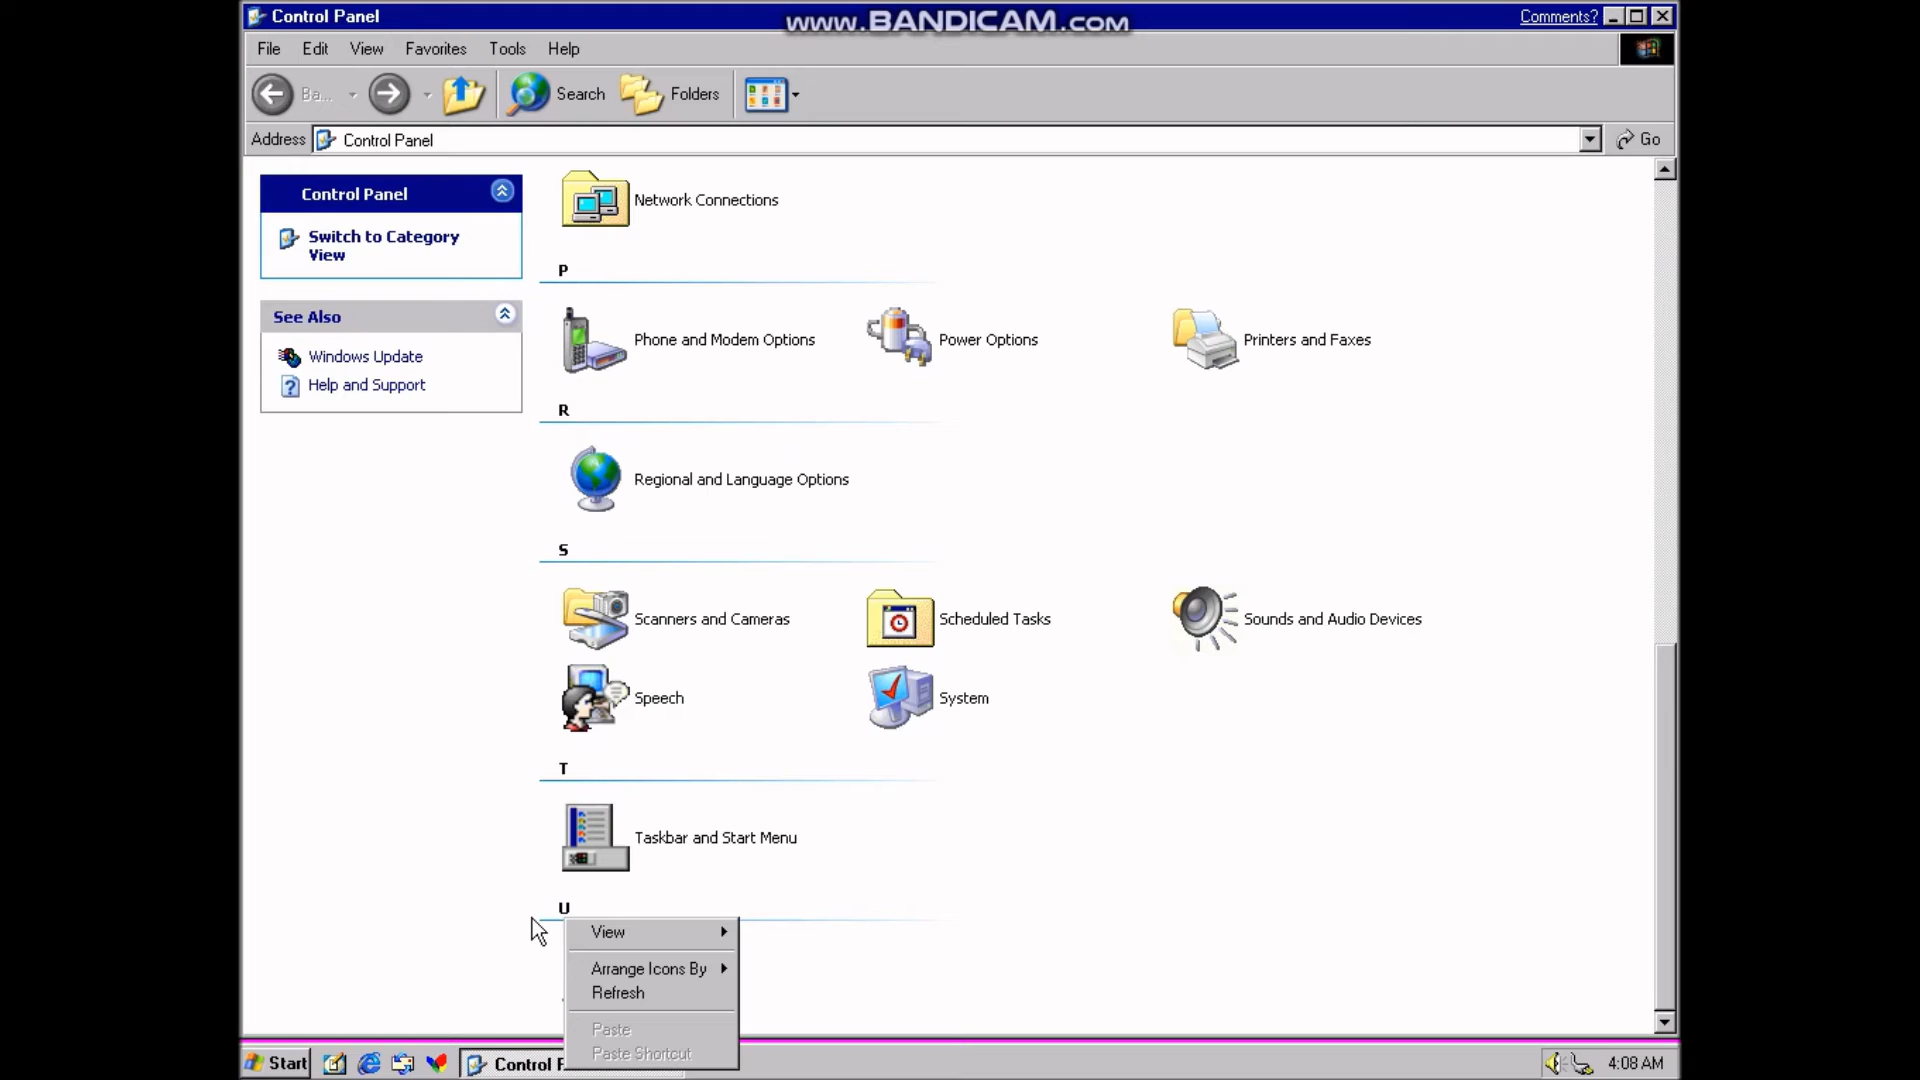 Control Panel
Comments?
www.BANDICAM.com
File Edit View Favorites Tools Help
Ba...
Search
Folders
Address
Control Panel
Go
Control Panel
Switch to Category
View
See Also
Windows Update
Help and Support
Network Connections
P
Phone and Modem Options
Power Options
Printers and Faxes
R
Regional and Language Options
S
Scanners and Cameras
Scheduled Tasks
Sounds and Audio Devices
Speech
System
T
Taskbar and Start Menu
U
View
Arrange Icons By
Refresh
Paste
Paste Shortcut
Start
Control P
4:08 AM